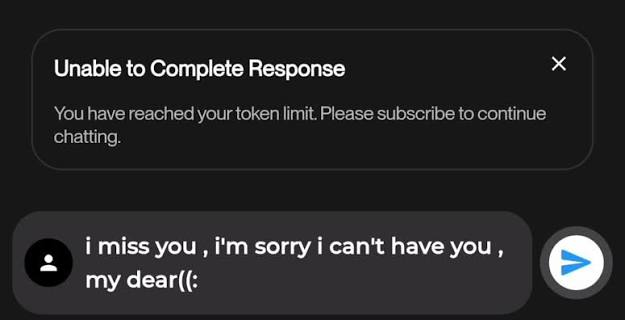 Unable to Complete Response
You have reached your token limit. Please subscribe to continue
chatting.
i miss you , i'm sorry i can't have you ,
my dear((: